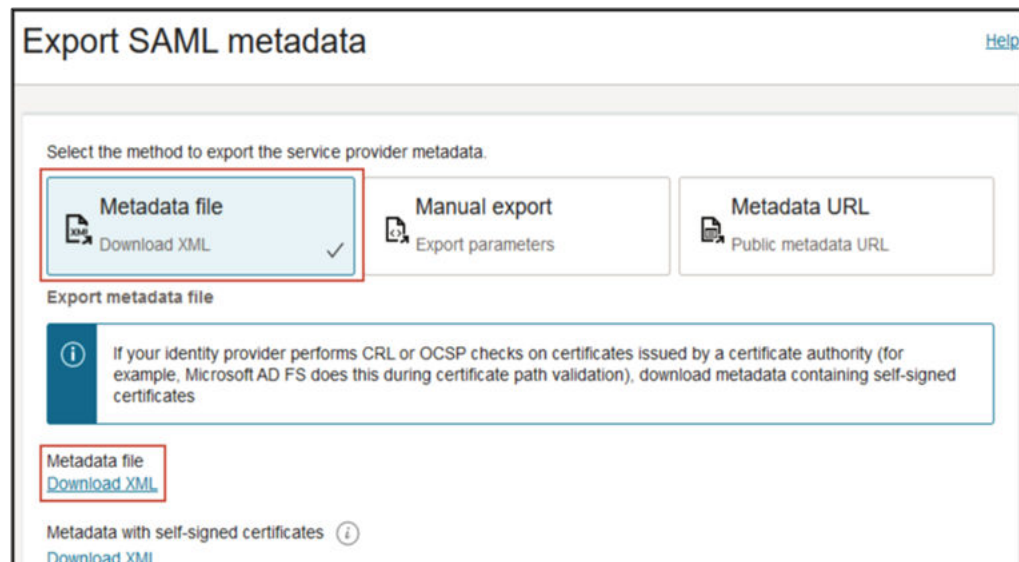 Export SAML metadata
Help
Select the method to export the service provider metadata.
Metadata file
Download XML
Manual export
Export parameters
Metadata URL
Public metadata URL
Export metadata file
If your identity provider performs CRL or OCSP checks on certificates issued by a certificate authority (for
example, Microsoft AD FS does this during certificate path validation), download metadata containing self-signed
certificates
Metadata file
Download XML
Metadata with self-signed certificates
Download XML